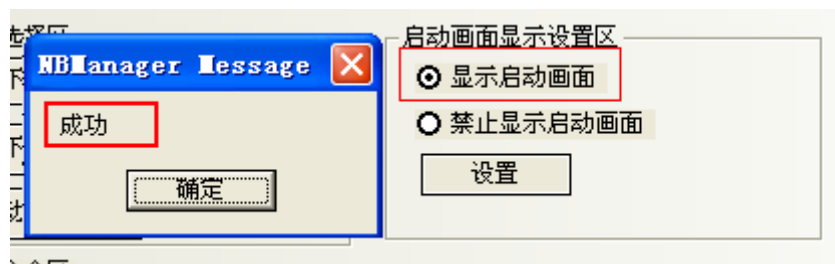 启动画面显示设置区
NBManager Message
显示启动画面
成功
禁止显示启动画面
设置
确定